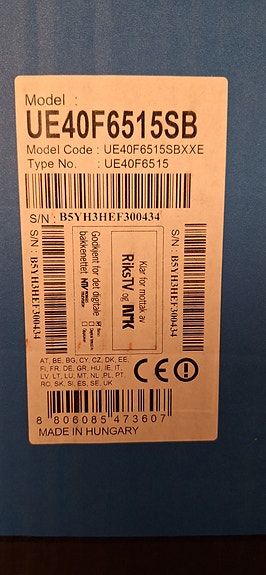 Model :
UE40F6515SB
Model Code : UE40F6515SBXXE
Type No. : UE40F6515
S/N : B5YH3HEF300434
S/N : B5YH3HEF300434
Godkjent for det digitale
bakkenettet NTV
Klar for mottak av
RiksTV og NRK
S/N : B5YH3HEF300434
AT, BE, BG, CY, CZ, DK, EE,
FI, FR, DE, GR, HU, IE, IT,
LV, LT, LU, MT, NL, PL, PT,
RO, SK, SI, ES, SE, UK
CE
8 806085 473607
MADE IN HUNGARY